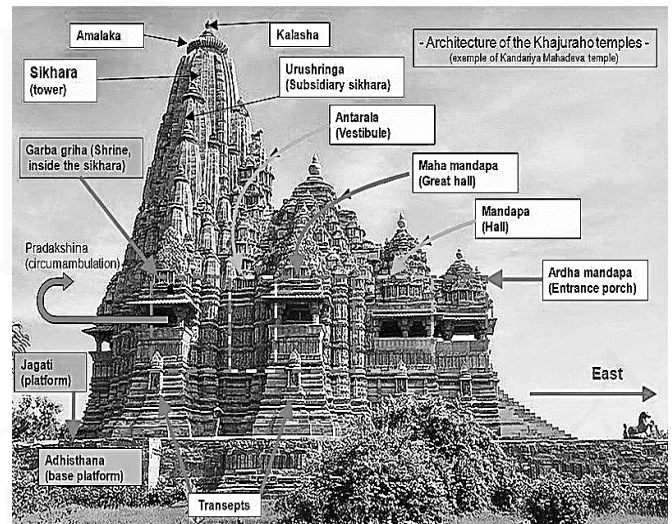 Amalaka
Kalasha
- Architecture of the Khajuraho temples -
(exemple of Kandariya Mahadeva temple)
Sikhara
(tower)
Urushringa
(Subsidiary sikhara)
Antarala
(Vestibule)
Garba griha (Shrine,
inside the sikhara)
Maha mandapa
(Great hall)
Mandapa
(Hall)
Pradakshina
(circumambulation)
Ardha mandapa
(Entrance porch)
Jagati
(platform)
East
Adhisthana
(base platform)
Transepts